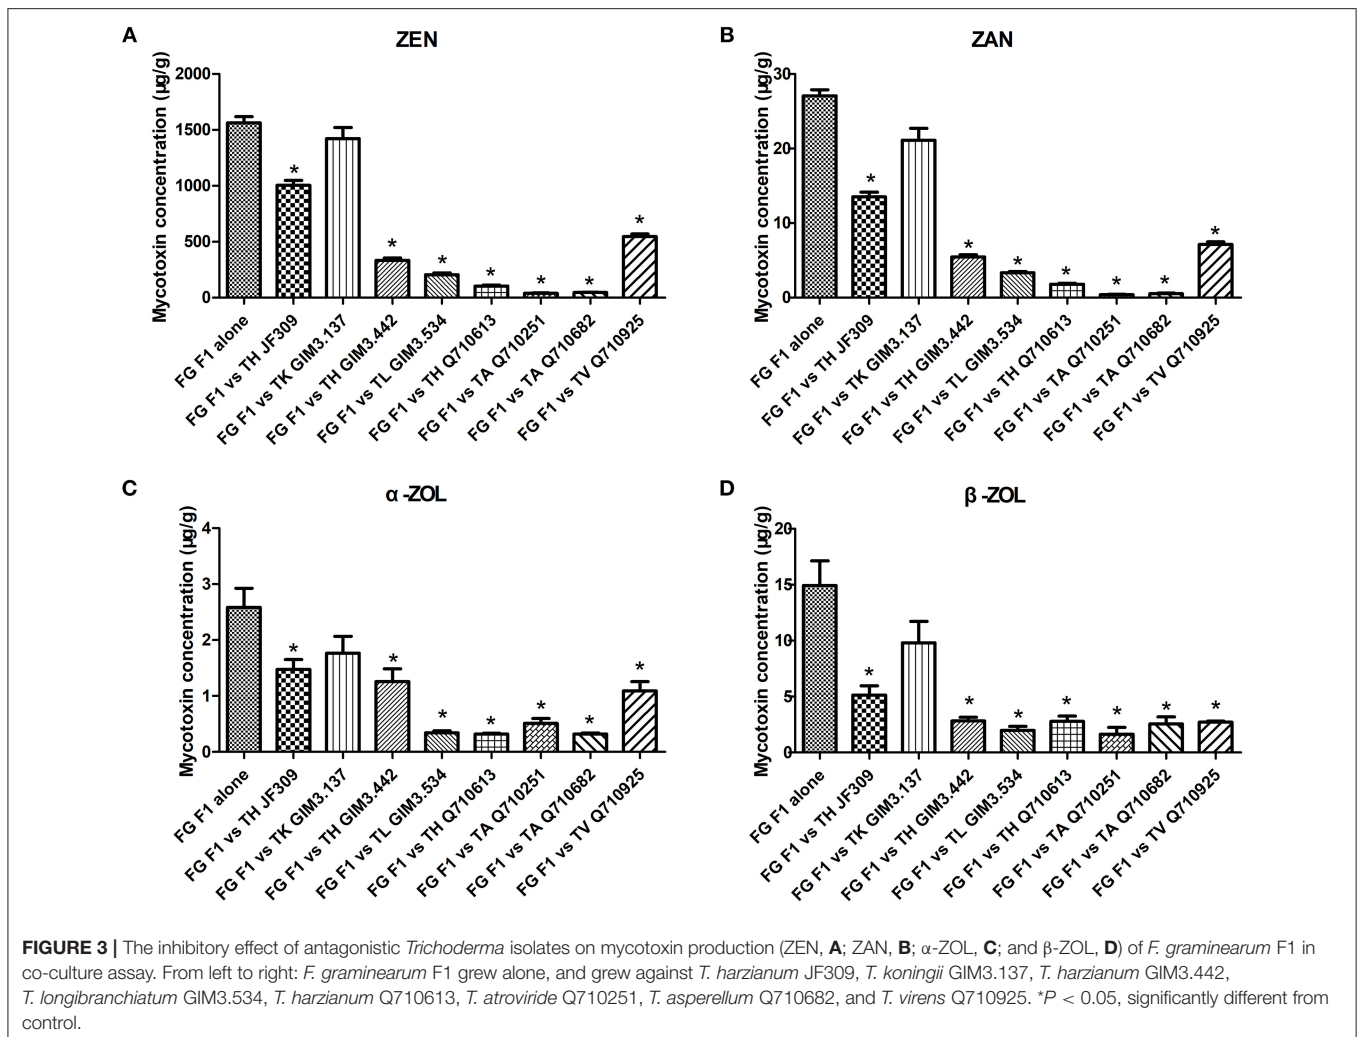 A
ZEN
Mycotoxin concentration (µg/g)
2000
1500
1000
500
0
*
*
*
*
*
*
*
FG F1 alone
FG F1 vs TH JF309
FG F1 vs TK GIM3.137
FG F1 vs TH GIM3.442
FG F1 vs TL GIM3.534
FG F1 vs TH Q710613
FG F1 vs TA Q710251
FG F1 vs TA Q710682
FG F1 vs TV Q710925
B
ZAN
Mycotoxin concentration (µg/g)
30
20
10
0
*
*
*
*
*
*
*
FG F1 alone
FG F1 vs TH JF309
FG F1 vs TK GIM3.137
FG F1 vs TH GIM3.442
FG F1 vs TL GIM3.534
FG F1 vs TH Q710613
FG F1 vs TA Q710251
FG F1 vs TA Q710682
FG F1 vs TV Q710925
C
α -ZOL
Mycotoxin concentration (µg/g)
4
3
2
1
0
*
*
*
*
*
*
*
FG F1 alone
FG F1 vs TH JF309
FG F1 vs TK GIM3.137
FG F1 vs TH GIM3.442
FG F1 vs TL GIM3.534
FG F1 vs TH Q710613
FG F1 vs TA Q710251
FG F1 vs TA Q710682
FG F1 vs TV Q710925
D
β -ZOL
Mycotoxin concentration (µg/g)
20
15
10
5
0
*
*
*
*
*
*
*
FG F1 alone
FG F1 vs TH JF309
FG F1 vs TK GIM3.137
FG F1 vs TH GIM3.442
FG F1 vs TL GIM3.534
FG F1 vs TH Q710613
FG F1 vs TA Q710251
FG F1 vs TA Q710682
FG F1 vs TV Q710925
FIGURE 3 | The inhibitory effect of antagonistic Trichoderma isolates on mycotoxin production (ZEN, A; ZAN, B; α-ZOL, C; and β-ZOL, D) of F. graminearum F1 in
co-culture assay. From left to right: F. graminearum F1 grew alone, and grew against T. harzianum JF309, T. koningii GIM3.137, T. harzianum GIM3.442,
T. longibranchiatum GIM3.534, T. harzianum Q710613, T. atroviride Q710251, T. asperellum Q710682, and T. virens Q710925. *P < 0.05, significantly different from
control.